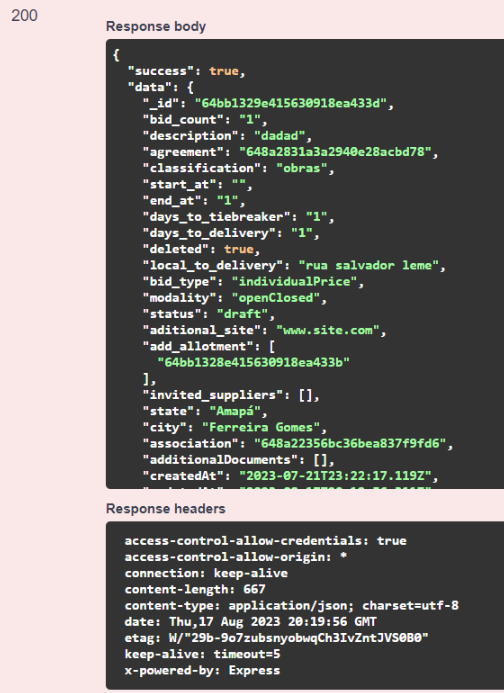 200
Response body
{
"success": true,
"data": {
"_id": "64bb1329e415630918ea433d",
"bid_count": "1",
"description": "dadad",
"agreement": "648a2831a3a2940e28acbd78",
"classification": "obras",
"start_at": "",
"end_at": "1",
"days_to_tiebreaker": "1",
"days_to_delivery": "1",
"deleted": true,
"local_to_delivery": "rua salvador leme",
"bid_type": "individualPrice",
"modality": "openClosed",
"status": "draft",
"aditional_site": "www.site.com",
"add_allotment": [
"64bb1328e415630918ea433b"
],
"invited_suppliers": [],
"state": "Amapá",
"city": "Ferreira Gomes",
"association": "648a22356bc36bea837f9fd6",
"additionalDocuments": [],
"createdAt": "2023-07-21T23:22:17.119Z",
Response headers
access-control-allow-credentials: true
access-control-allow-origin: *
connection: keep-alive
content-length: 667
content-type: application/json; charset=utf-8
date: Thu,17 Aug 2023 20:19:56 GMT
etag: W/"29b-9o7zubsnyobwqCh3IvZntJVS0B0"
keep-alive: timeout=5
x-powered-by: Express